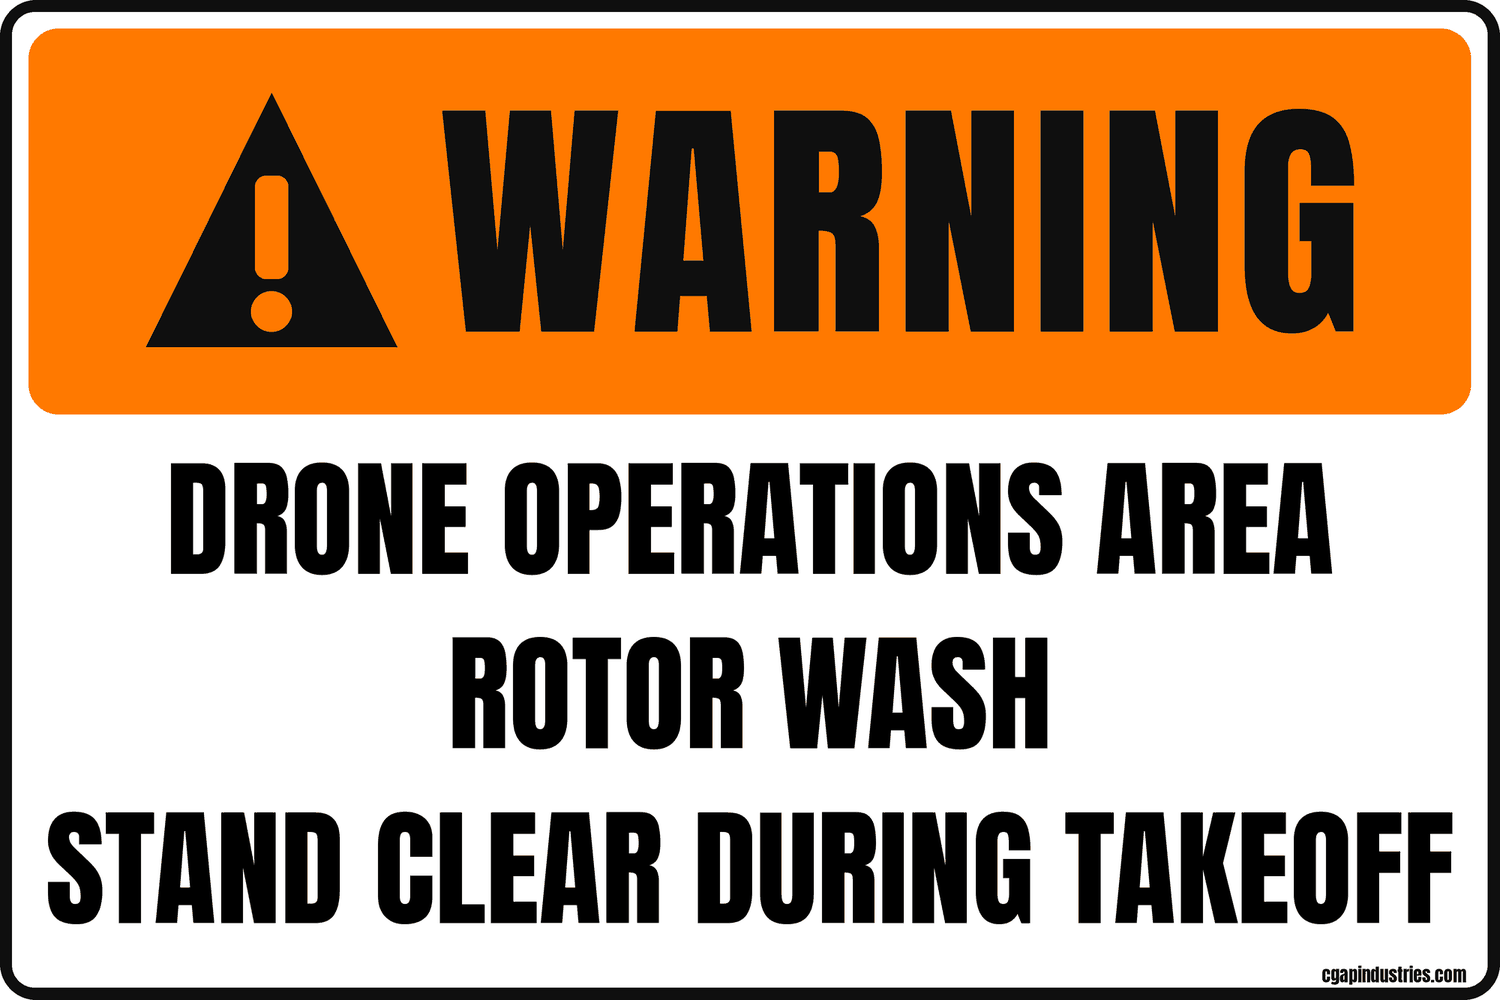 WARNING
DRONE OPERATIONS AREA
ROTOR WASH
STAND CLEAR DURING TAKEOFF
cgapindustries.com